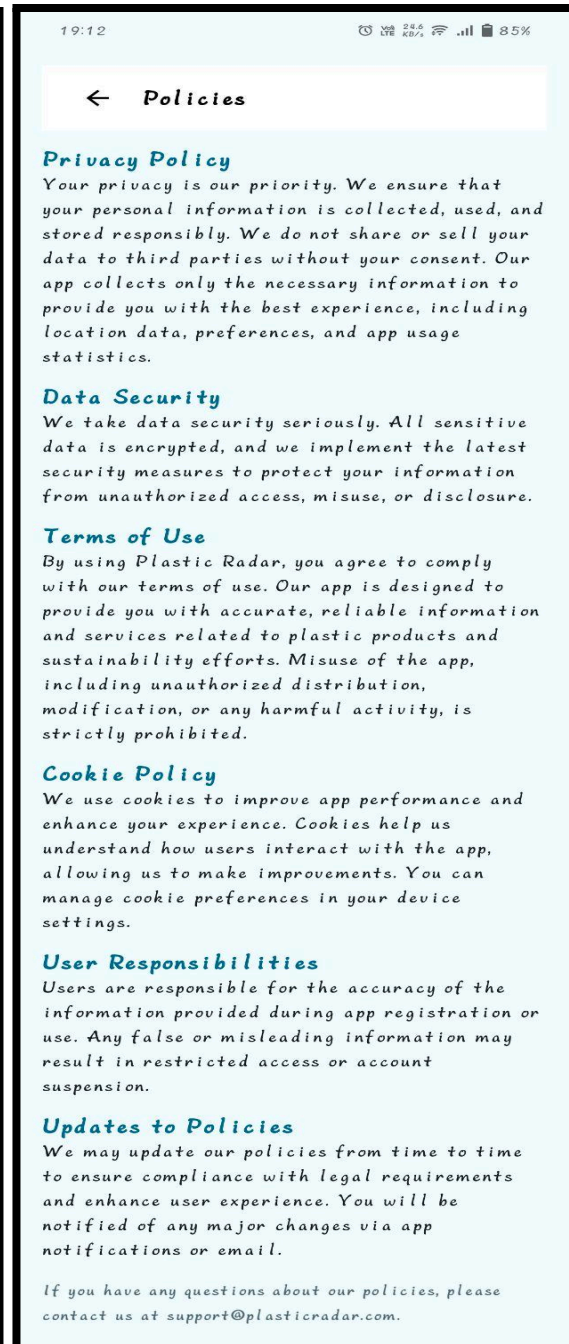 19:12
Vo) LTE 24.6 KB/s 85%
← Policies
Privacy Policy
Your privacy is our priority. We ensure that
your personal information is collected, used, and
stored responsibly. We do not share or sell your
data to third parties without your consent. Our
app collects only the necessary information to
provide you with the best experience, including
location data, preferences, and app usage
statistics.
Data Security
We take data security seriously. All sensitive
data is encrypted, and we implement the latest
security measures to protect your information
from unauthorized access, misuse, or disclosure.
Terms of Use
By using Plastic Radar, you agree to comply
with our terms of use. Our app is designed to
provide you with accurate, reliable information
and services related to plastic products and
sustainability efforts. Misuse of the app,
including unauthorized distribution,
modification, or any harmful activity, is
strictly prohibited.
Cookie Policy
We use cookies to improve app performance and
enhance your experience. Cookies help us
understand how users interact with the app,
allowing us to make improvements. You can
manage cookie preferences in your device
settings.
User Responsibilities
Users are responsible for the accuracy of the
information provided during app registration or
use. Any false or misleading information may
result in restricted access or account
suspension.
Updates to Policies
We may update our policies from time to time
to ensure compliance with legal requirements
and enhance user experience. You will be
notified of any major changes via app
notifications or email.
If you have any questions about our policies, please
contact us at support@plasticradar.com.